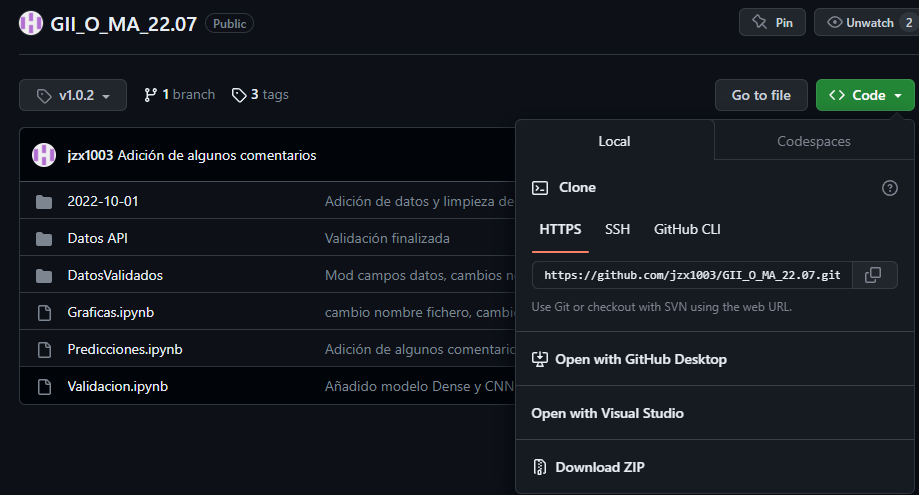 GII_O_MA_22.07 Public
Pin
Unwatch 2
v1.0.2
1 branch
3 tags
Go to file
Code
jzx1003 Adición de algunos comentarios
2022-10-01 Adición de datos y limpieza de
Datos API Validación finalizada
DatosValidados Mod campos datos, cambios n
Graficas.ipynb cambio nombre fichero, cambi
Predicciones.ipynb Adición de algunos comentario
Validacion.ipynb Añadido modelo Dense y CNN
Local
Codespaces
Clone
HTTPS SSH GitHub CLI
https://github.com/jzx1003/GII_O_MA_22.07.git
Use Git or checkout with SVN using the web URL.
Open with GitHub Desktop
Open with Visual Studio
Download ZIP